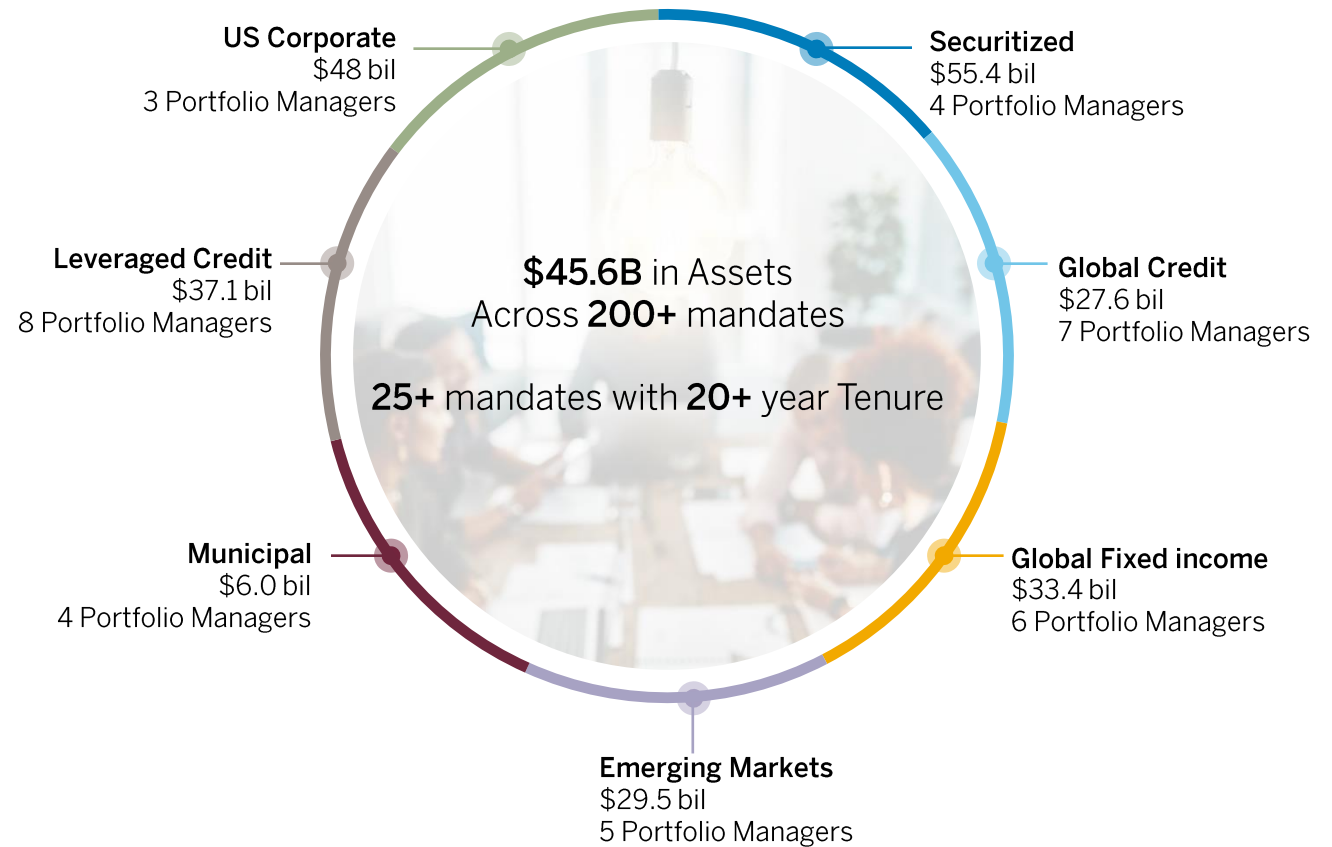 US Corporate
$48 bil
3 Portfolio Managers
Securitized
$55.4 bil
4 Portfolio Managers
Leveraged Credit
$37.1 bil
8 Portfolio Managers
Global Credit
$27.6 bil
7 Portfolio Managers
$45.6B in Assets
Across 200+ mandates
25+ mandates with 20+ year Tenure
Municipal
$6.0 bil
4 Portfolio Managers
Global Fixed income
$33.4 bil
6 Portfolio Managers
Emerging Markets
$29.5 bil
5 Portfolio Managers